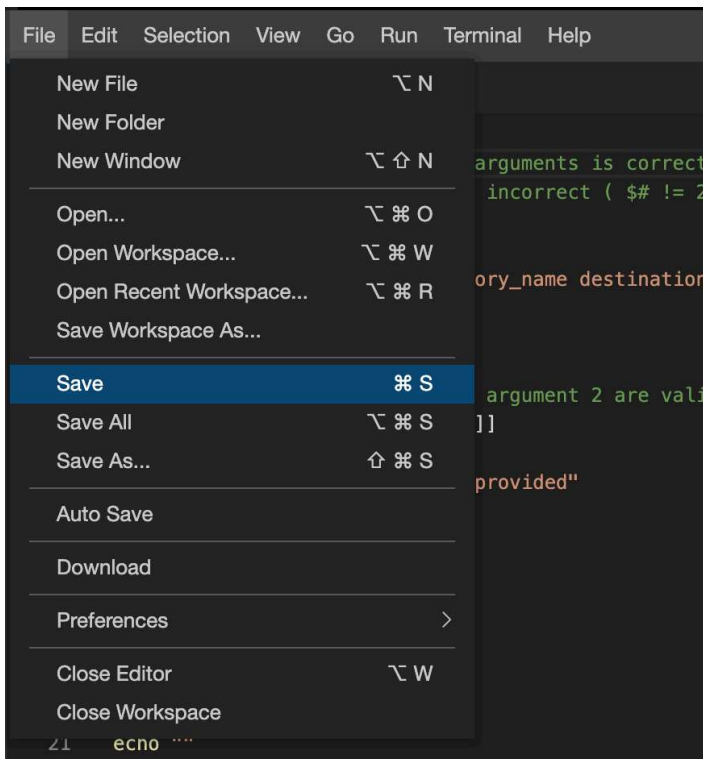 File Edit Selection View Go Run Terminal Help
New File ⌥ N
New Folder
New Window ⌥ ⇧ N
arguments is correct
incorrect ( $# != 2
Open... ⌥ ⌘ O
Open Workspace... ⌥ ⌘ W
Open Recent Workspace... ⌥ ⌘ R
ory_name destination
Save Workspace As...
Save ⌘ S
argument 2 are vali
Save All ⌥ ⌘ S
]]
Save As... ⇧ ⌘ S
provided"
Auto Save
Download
Preferences >
Close Editor ⌥ W
Close Workspace
21 echo ""